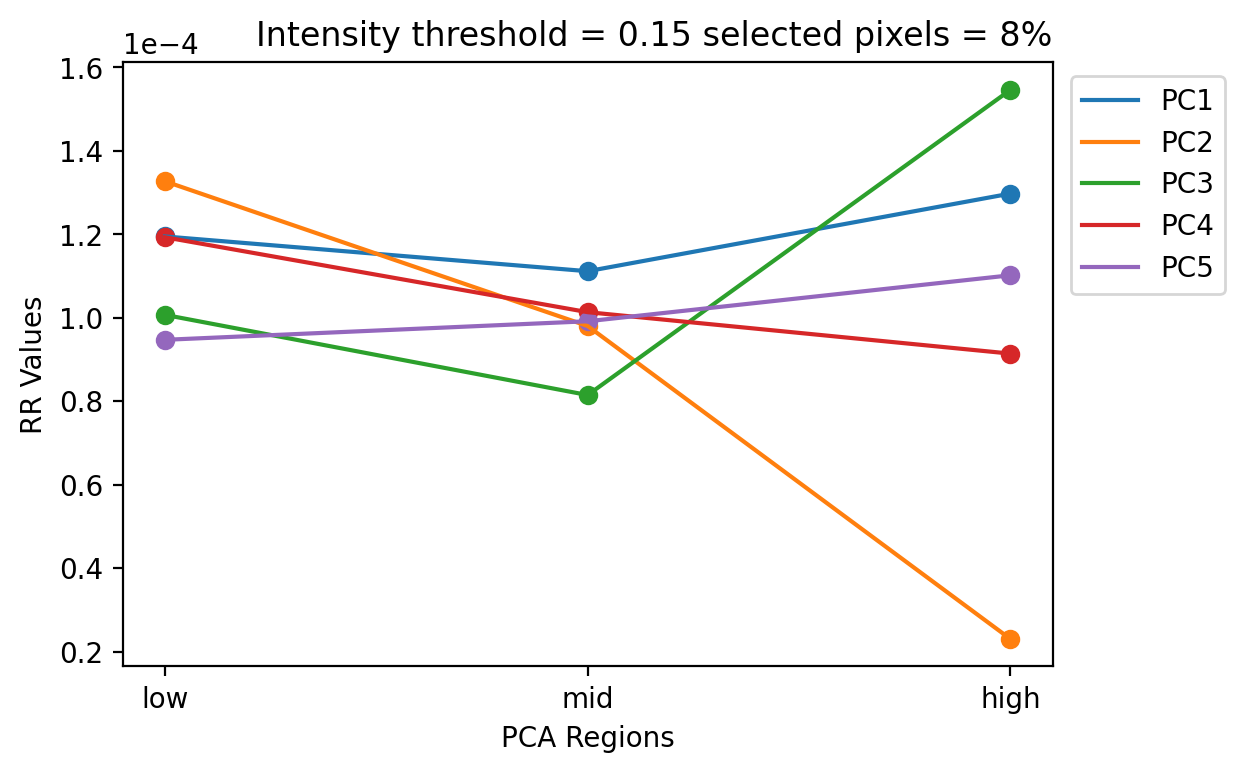 Intensity threshold = 0.15 selected pixels = 8%
1e−4
1.6
1.4
1.2
1.0
0.8
0.6
0.4
0.2
RR Values
low
mid
high
PCA Regions
PC1
PC2
PC3
PC4
PC5